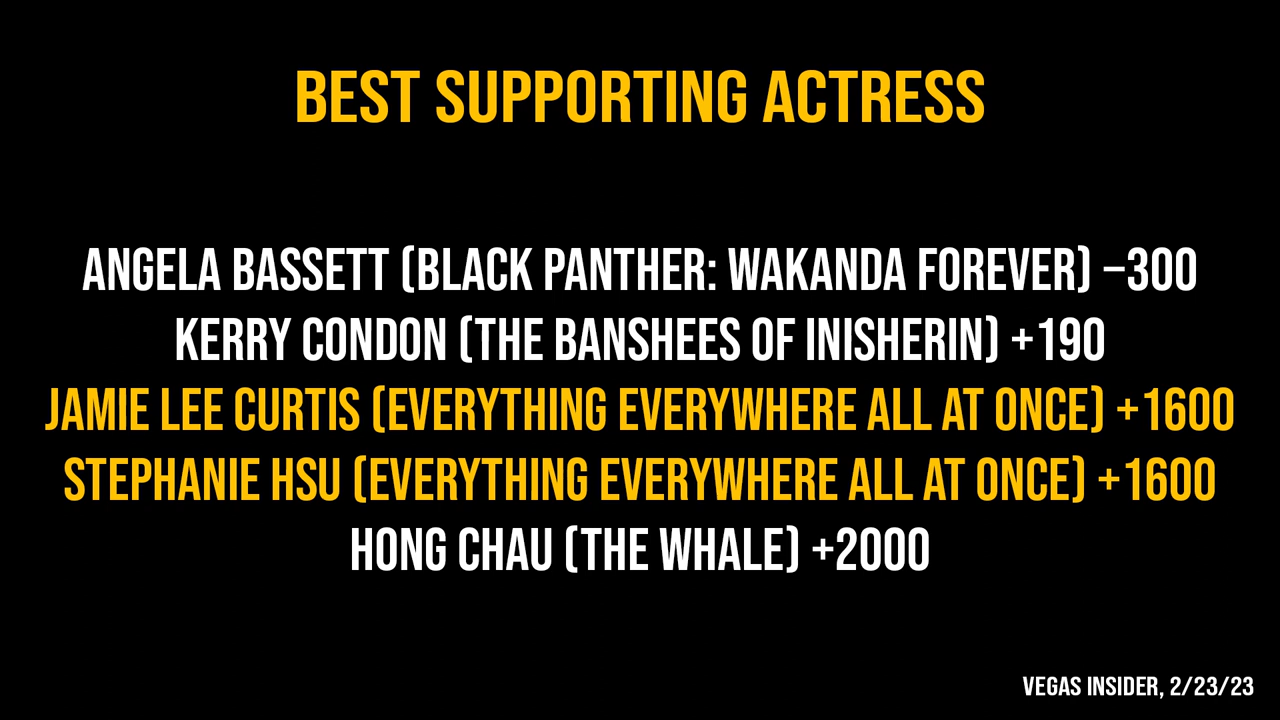 BEST SUPPORTING ACTRESS
ANGELA BASSETT (BLACK PANTHER: WAKANDA FOREVER) −300
KERRY CONDON (THE BANSHEES OF INISHERIN) +190
JAMIE LEE CURTIS (EVERYTHING EVERYWHERE ALL AT ONCE) +1600
STEPHANIE HSU (EVERYTHING EVERYWHERE ALL AT ONCE) +1600
HONG CHAU (THE WHALE) +2000
VEGAS INSIDER, 2/23/23